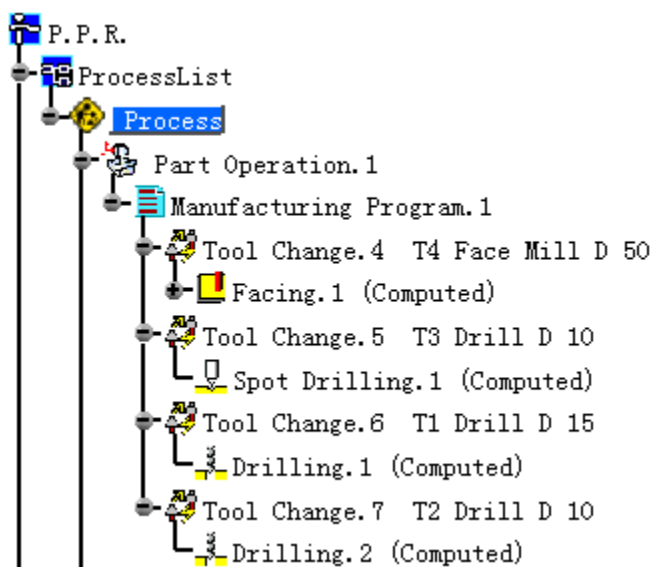 P.P.R.
ProcessList
Process
Part Operation.1
Manufacturing Program.1
Tool Change.4  T4 Face Mill D 50
Facing.1 (Computed)
Tool Change.5  T3 Drill D 10
Spot Drilling.1 (Computed)
Tool Change.6  T1 Drill D 15
Drilling.1 (Computed)
Tool Change.7  T2 Drill D 10
Drilling.2 (Computed)